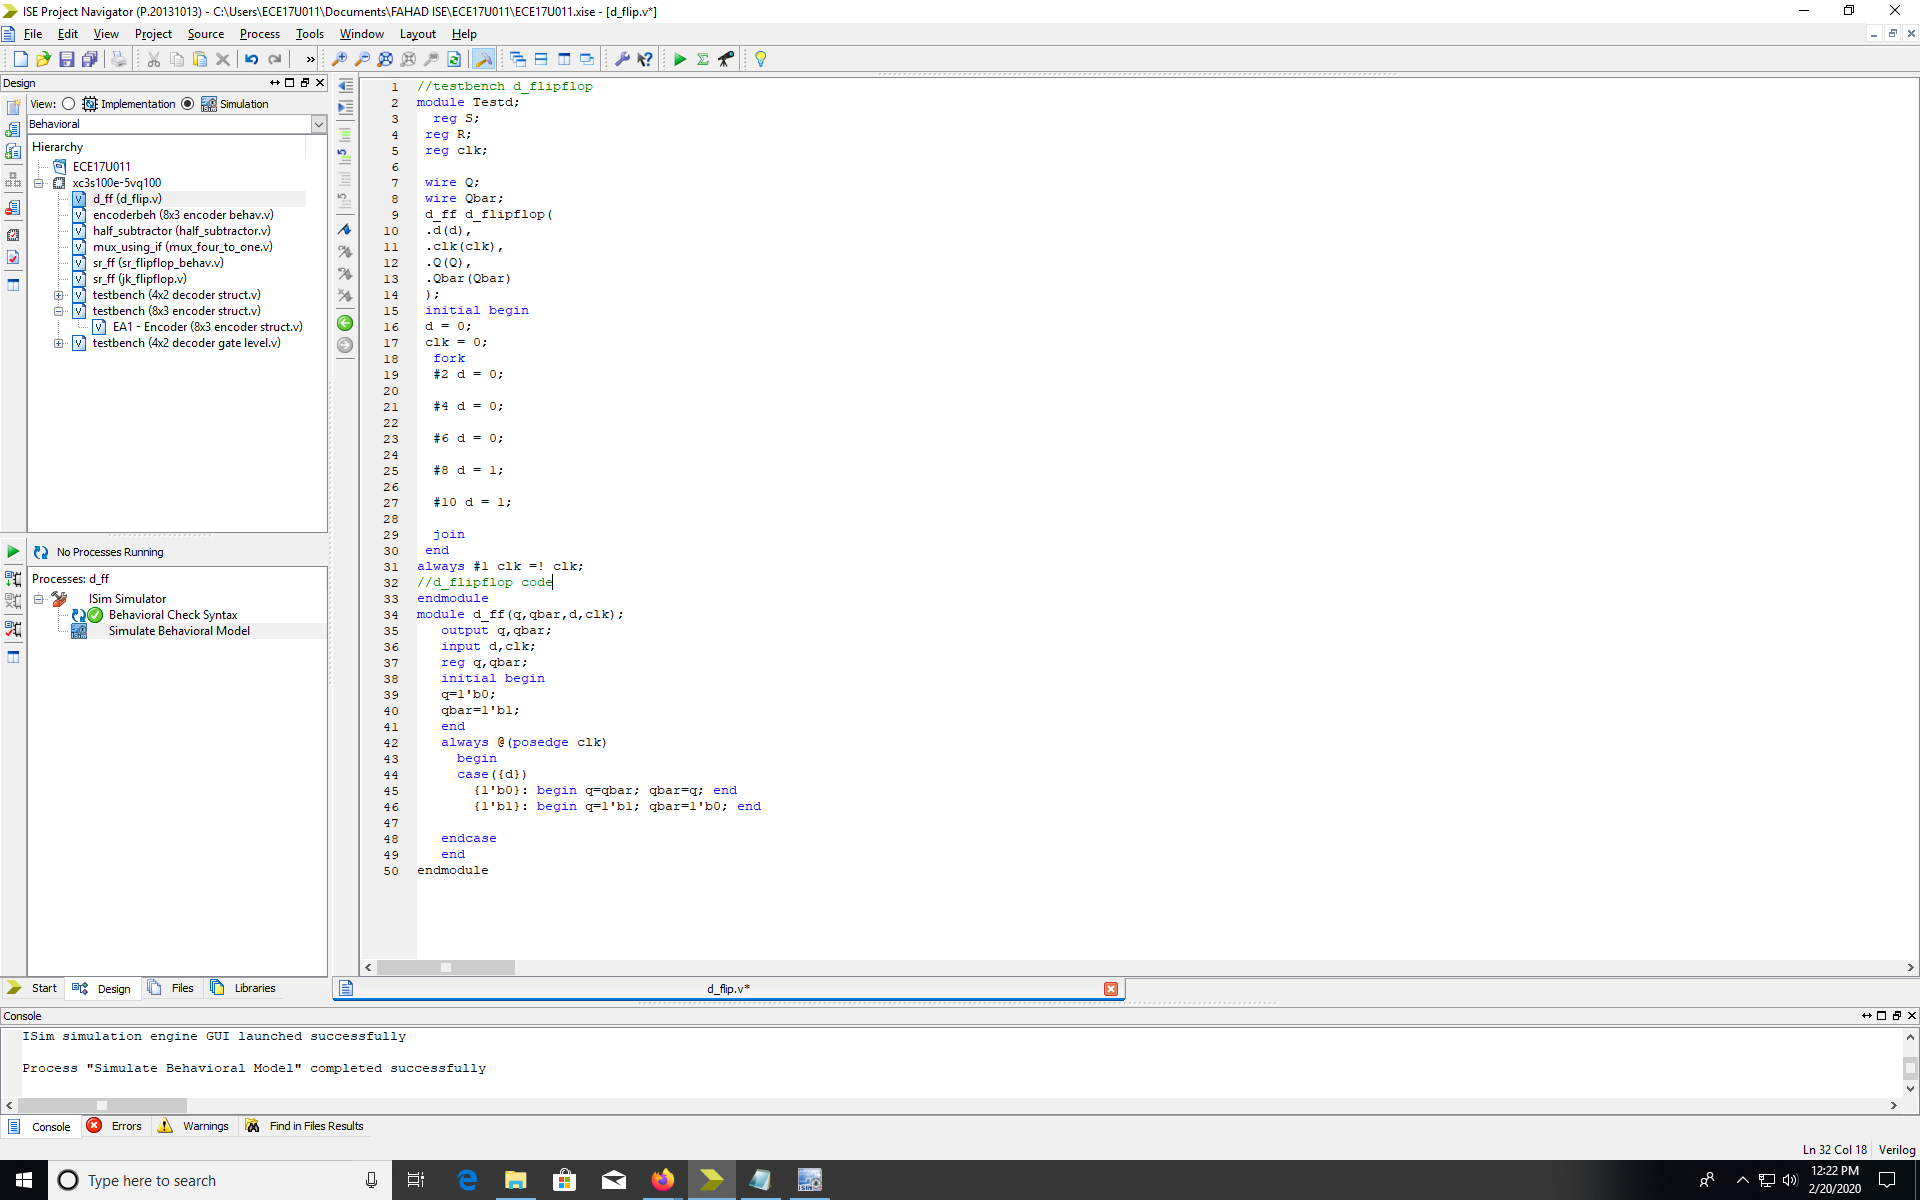 ISE Project Navigator (P.20131013) - C:\Users\ECE17U011\Documents\FAHAD ISE\ECE17U011\ECE17U011.xise - [d_flip.v*]
File Edit View Project Source Process Tools Window Layout Help
»
Design
View: Implementation Simulation
Behavioral
Hierarchy
ECE17U011
xc3s100e-5vq100
d_ff (d_flip.v)
encoderbeh (8x3 encoder behav.v)
half_subtractor (half_subtractor.v)
mux_using_if (mux_four_to_one.v)
sr_ff (sr_flipflop_behav.v)
sr_ff (jk_flipflop.v)
testbench (4x2 decoder struct.v)
testbench (8x3 encoder struct.v)
EA1 - Encoder (8x3 encoder struct.v)
testbench (4x2 decoder gate level.v)
No Processes Running
Processes: d_ff
ISim Simulator
Behavioral Check Syntax
Simulate Behavioral Model
Start Design Files Libraries
1 //testbench d_flipflop
2 module Testd;
3 reg S;
4 reg R;
5 reg clk;
6
7 wire Q;
8 wire Qbar;
9 d_ff d_flipflop(
10 .d(d),
11 .clk(clk),
12 .Q(Q),
13 .Qbar(Qbar)
14 );
15 initial begin
16 d = 0;
17 clk = 0;
18 fork
19 #2 d = 0;
20
21 #4 d = 0;
22
23 #6 d = 0;
24
25 #8 d = 1;
26
27 #10 d = 1;
28
29 join
30 end
31 always #1 clk =! clk;
32 //d_flipflop code
33 endmodule
34 module d_ff(q,qbar,d,clk);
35 output q,qbar;
36 input d,clk;
37 reg q,qbar;
38 initial begin
39 q=1'b0;
40 qbar=1'b1;
41 end
42 always @(posedge clk)
43 begin
44 case({d})
45 {1'b0}: begin q=qbar; qbar=q; end
46 {1'b1}: begin q=1'b1; qbar=1'b0; end
47
48 endcase
49 end
50 endmodule
d_flip.v*
Console
ISim simulation engine GUI launched successfully
Process "Simulate Behavioral Model" completed successfully
Console Errors Warnings Find in Files Results
Ln 32 Col 18 Verilog
Type here to search
12:22 PM
2/20/2020